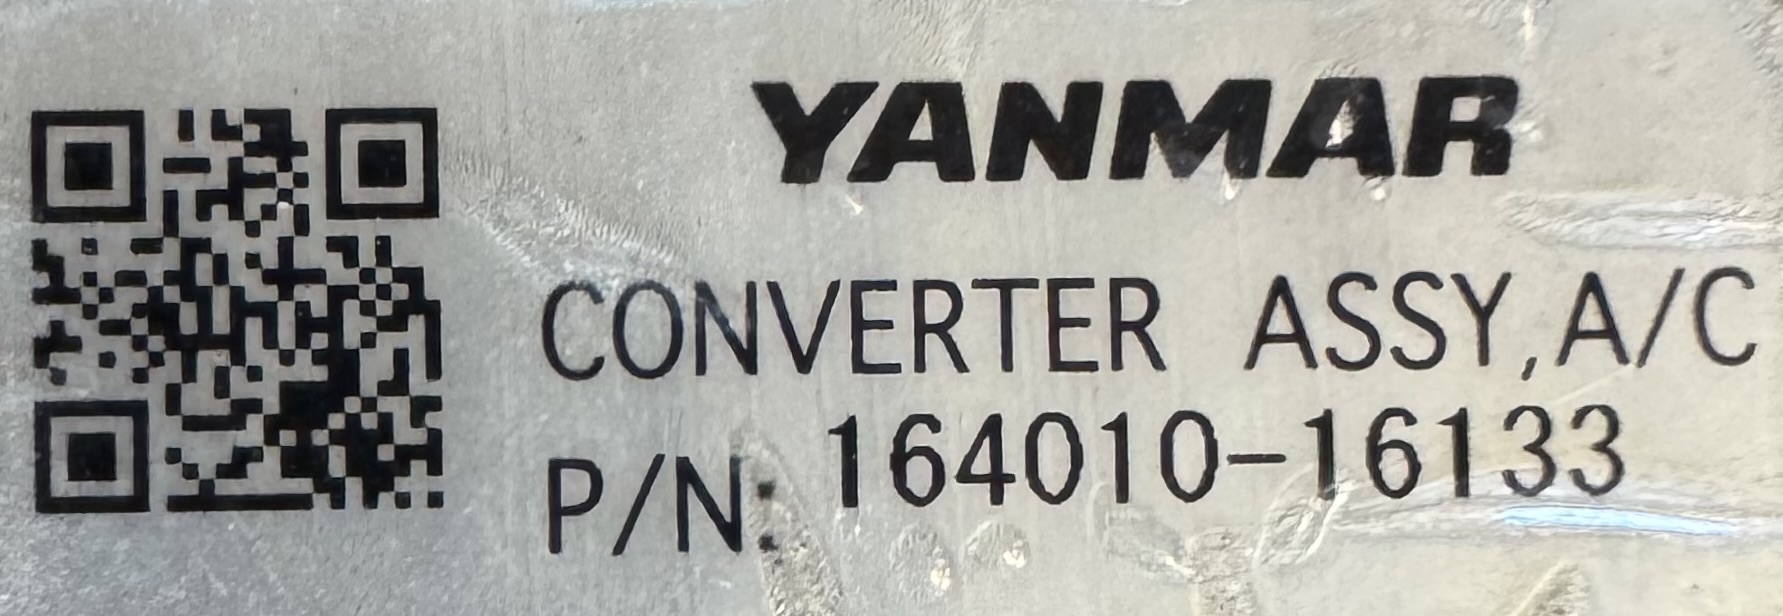 YANMAR
CONVERTER ASSY,A/C
P/N: 164010-16133